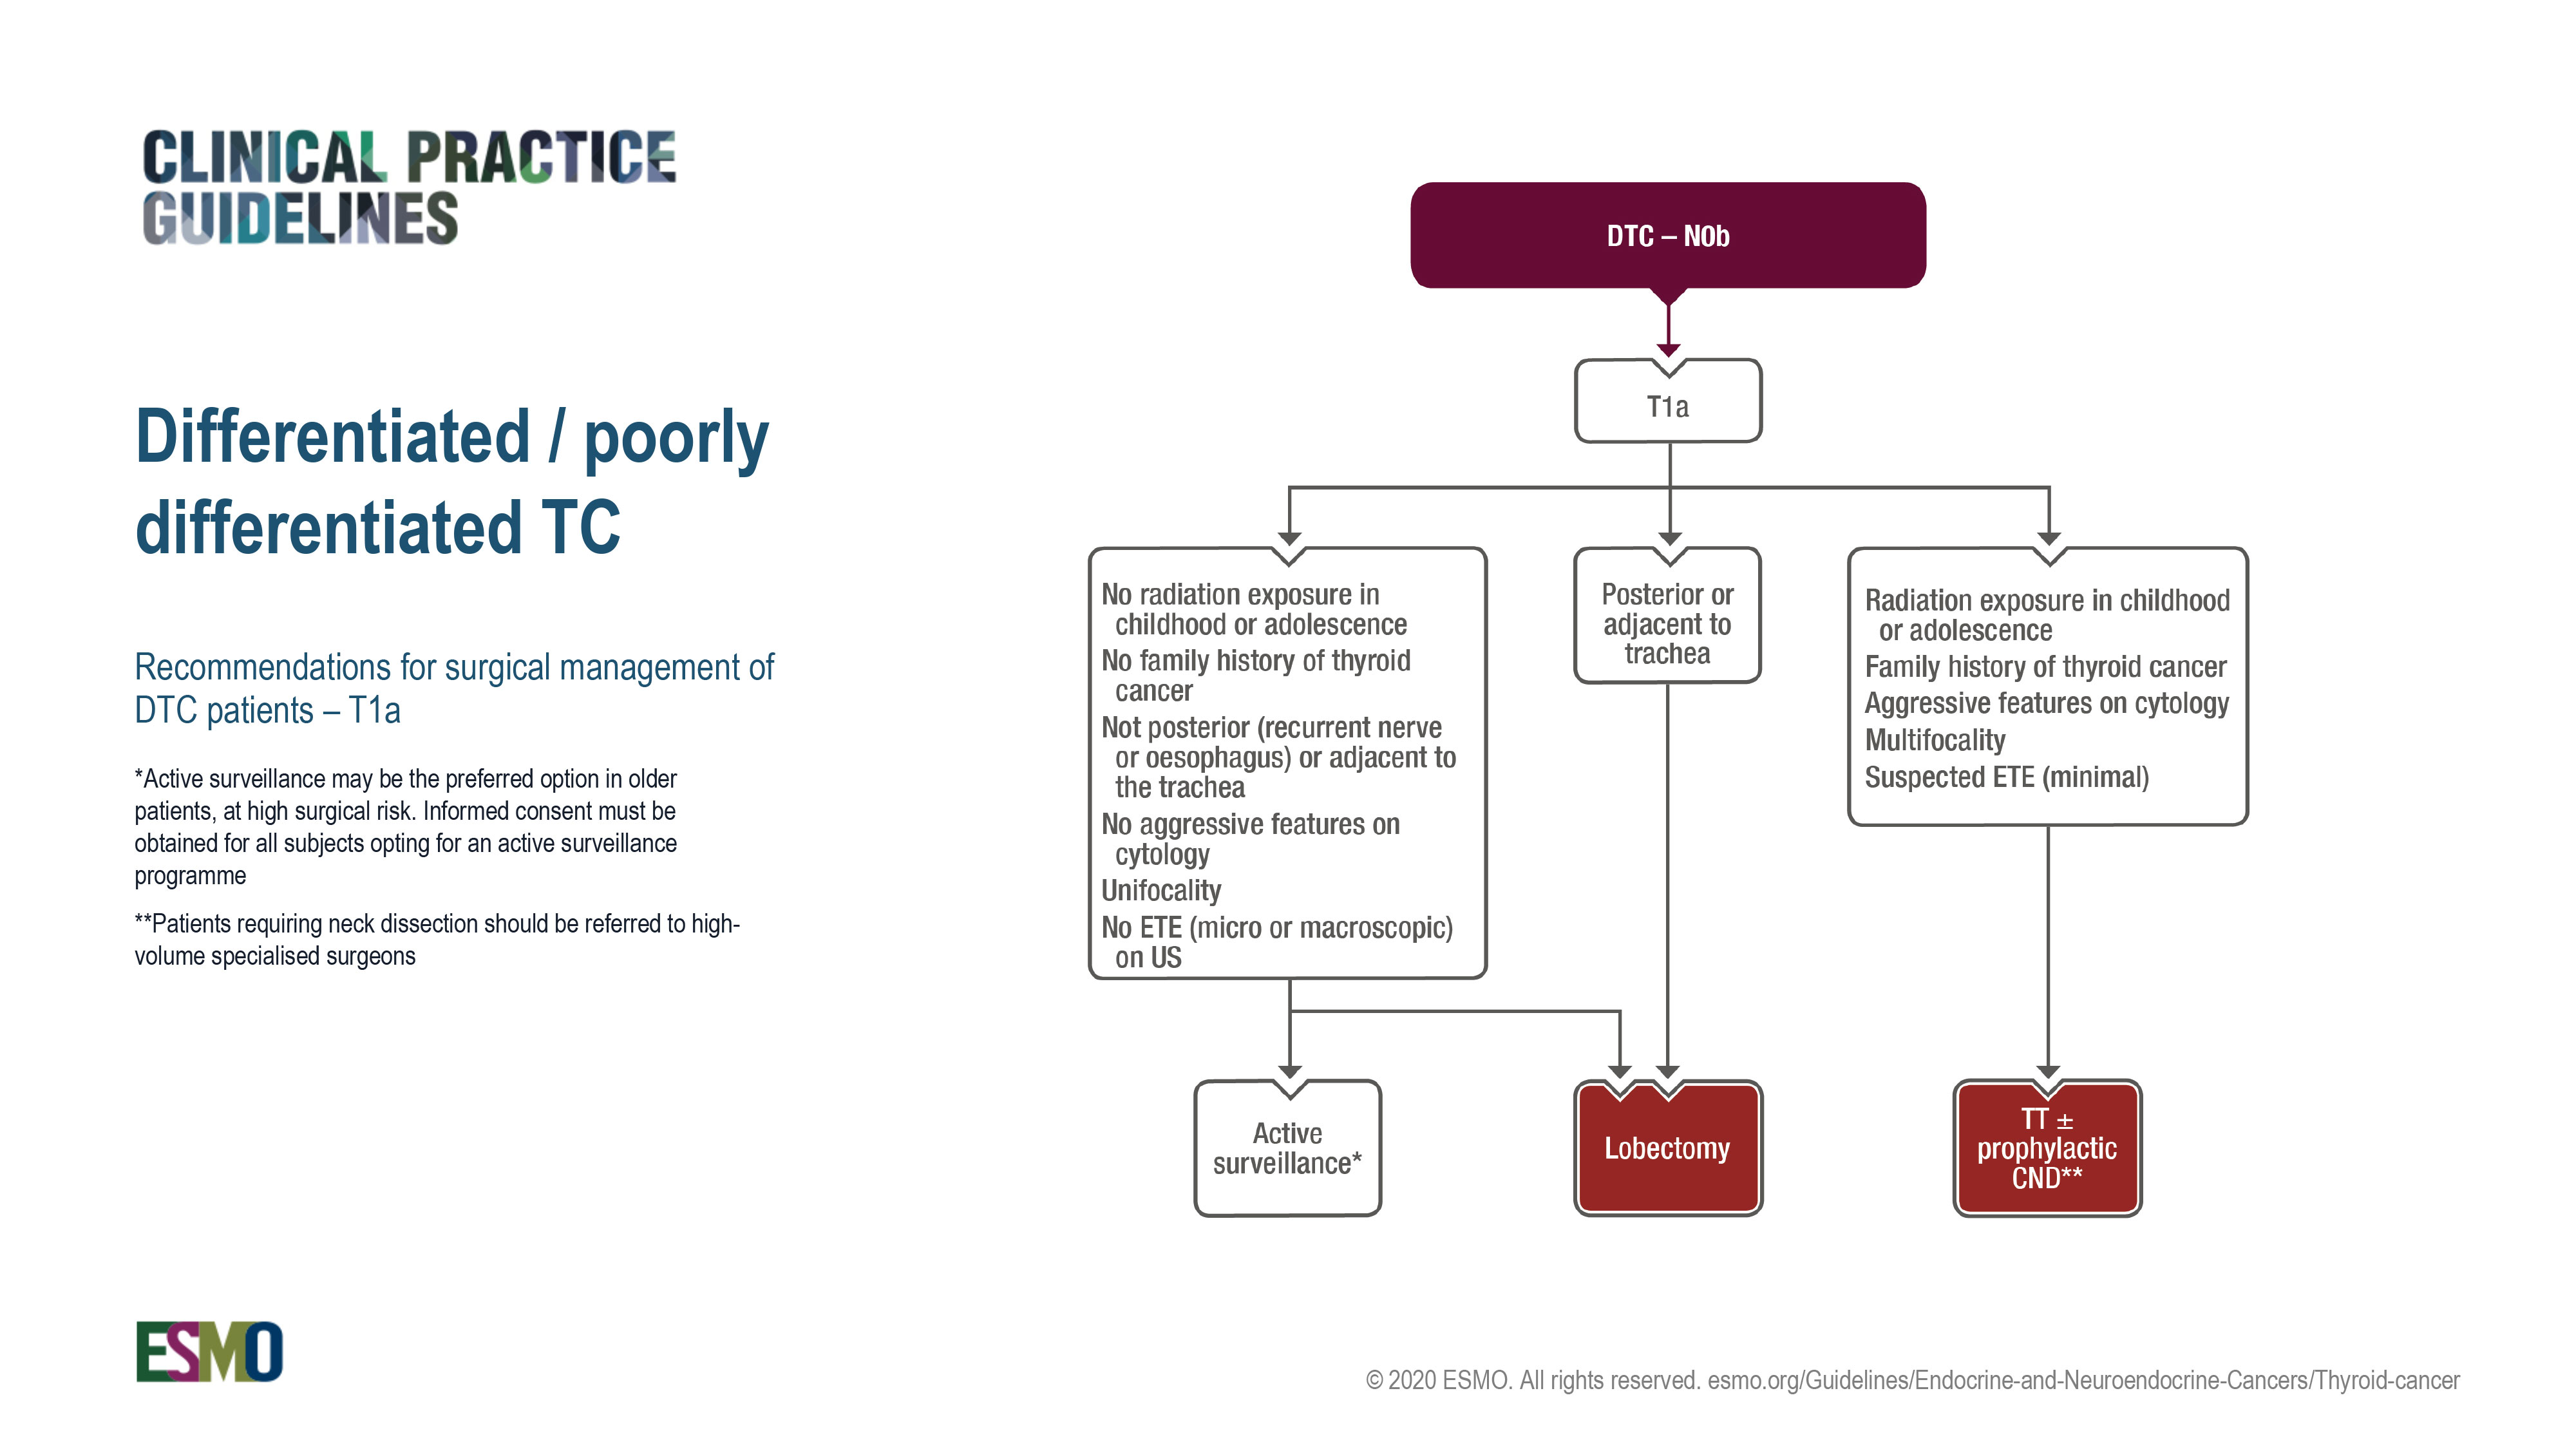 CLINICAL PRACTICE
GUIDELINES
Differentiated / poorly
differentiated TC
Recommendations for surgical management of
DTC patients – T1a
*Active surveillance may be the preferred option in older
patients, at high surgical risk. Informed consent must be
obtained for all subjects opting for an active surveillance
programme
**Patients requiring neck dissection should be referred to high-
volume specialised surgeons
DTC – N0b
T1a
No radiation exposure in
childhood or adolescence
No family history of thyroid
cancer
Not posterior (recurrent nerve
or oesophagus) or adjacent to
the trachea
No aggressive features on
cytology
Unifocality
No ETE (micro or macroscopic)
on US
Posterior or
adjacent to
trachea
Radiation exposure in childhood
or adolescence
Family history of thyroid cancer
Aggressive features on cytology
Multifocality
Suspected ETE (minimal)
Active
surveillance*
Lobectomy
TT ±
prophylactic
CND**
ESMO
© 2020 ESMO. All rights reserved. esmo.org/Guidelines/Endocrine-and-Neuroendocrine-Cancers/Thyroid-cancer